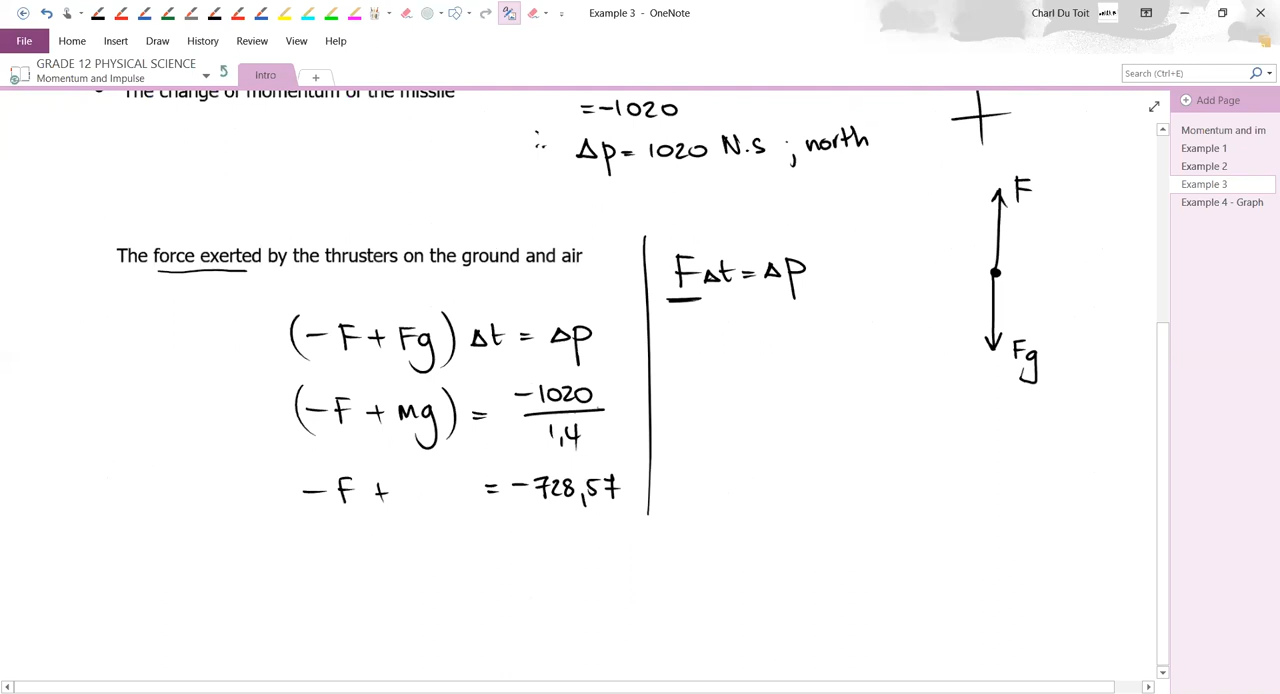 Example 3 - OneNote
Charl Du Toit
File Home Insert Draw History Review View Help
GRADE 12 PHYSICAL SCIENCE
Momentum and Impulse
Intro
+
Search (Ctrl+E)
Add Page
Momentum and im
Example 1
Example 2
Example 3
Example 4 - Graph
The change of momentum of the missile
= -1020
∴ Δp = 1020 N.s ; north
F
Fg
The force exerted by the thrusters on the ground and air
FΔt = Δp
(-F + Fg) Δt = Δp
(-F + mg) = -1020
1,4
-F + = -728,57